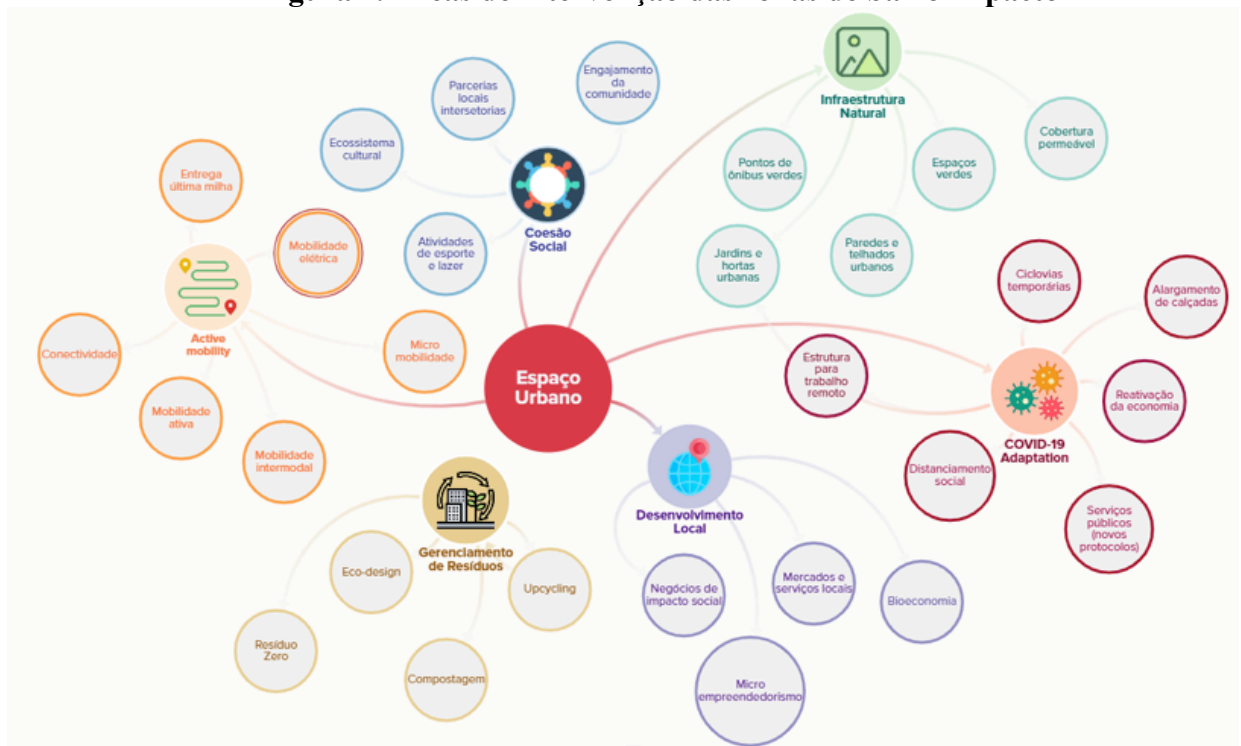 Engajamento
da
comunidade
Parcerias
locais
intersetorias
Ecossistema
cultural
Atividades
de esporte
e lazer
Coesão
Social
Infraestrutura
Natural
Pontos de
ônibus verdes
Espaços
verdes
Cobertura
permeável
Jardins e
hortas
urbanas
Paredes e
telhados
urbanos
Entrega
última milha
Mobilidade
elétrica
Active
mobility
Conectividade
Micro
mobilidade
Mobilidade
ativa
Mobilidade
intermodal
Espaço
Urbano
Ciclovias
temporárias
Alargamento
de calçadas
Estrutura
para
trabalho
remoto
Reativação
da economia
COVID-19
Adaptation
Distanciamento
social
Serviços
públicos
(novos
protocolos)
Desenvolvimento
Local
Negócios de
impacto social
Mercados e
serviços locais
Bioeconomia
Micro
empreendedorismo
Gerenciamento
de Resíduos
Eco-design
Upcycling
Resíduo
Zero
Compostagem